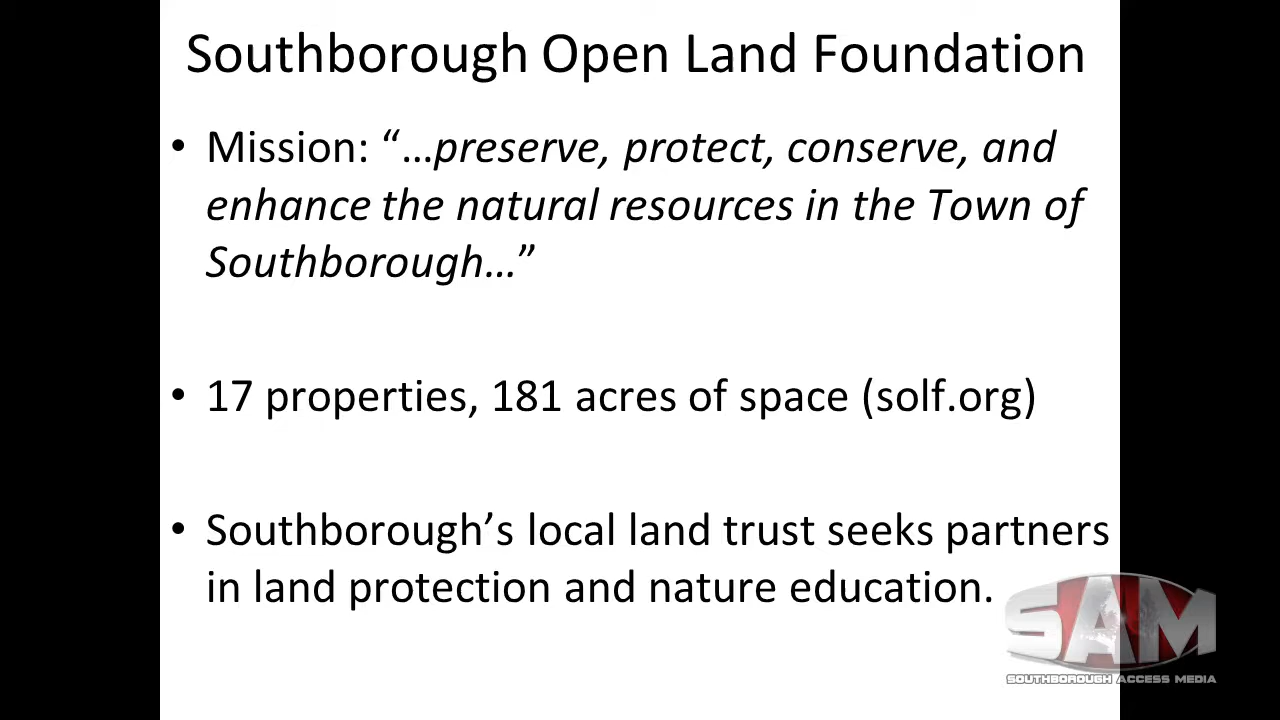 Southborough Open Land Foundation
• Mission: “…preserve, protect, conserve, and
enhance the natural resources in the Town of
Southborough…”
• 17 properties, 181 acres of space (solf.org)
• Southborough’s local land trust seeks partners
in land protection and nature education.
SAM
SOUTHBOROUGH ACCESS MEDIA